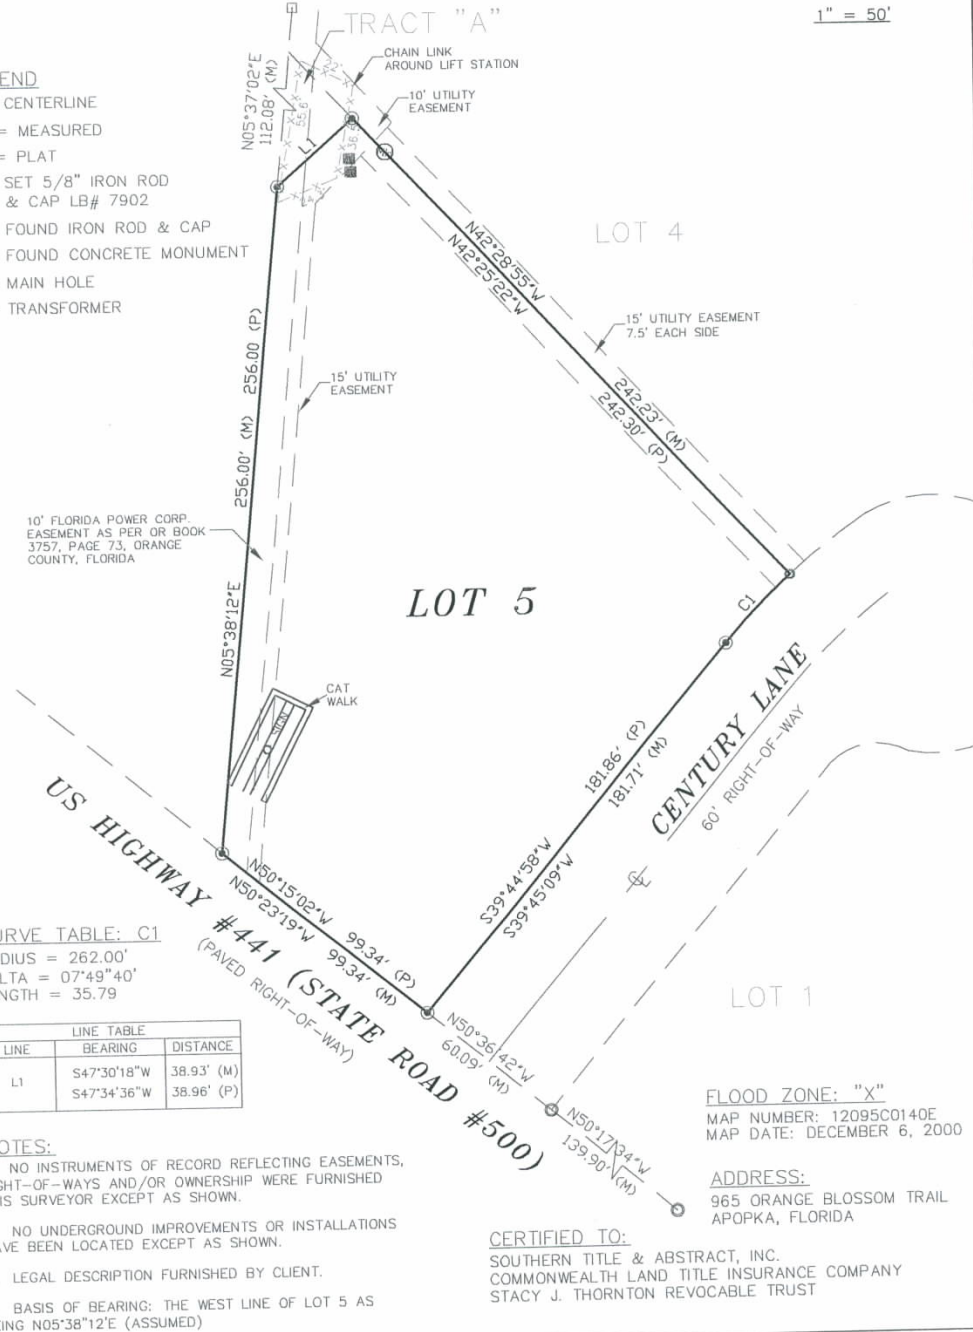 1" = 50'
TRACT "A"
CHAIN LINK
AROUND LIFT STATION
10' UTILITY
EASEMENT
N05°37'02"E
112.08' (M)
55.6'
L1
END
CENTERLINE
= MEASURED
= PLAT
SET 5/8" IRON ROD
& CAP LB# 7902
FOUND IRON ROD & CAP
FOUND CONCRETE MONUMENT
MAIN HOLE
TRANSFORMER
LOT 4
N42°28'55"W
N42°25'22"W
15' UTILITY EASEMENT
7.5' EACH SIDE
242.23' (M)
242.30' (P)
256.00' (M) 256.00 (P)
15' UTILITY
EASEMENT
10' FLORIDA POWER CORP.
EASEMENT AS PER OR BOOK
3757, PAGE 73, ORANGE
COUNTY, FLORIDA
N05°38'12"E
LOT 5
C1
CAT
WALK
SIGN
181.86' (P)
181.71' (M)
CENTURY LANE
60' RIGHT-OF-WAY
S39°44'58"W
S39°45'09"W
US HIGHWAY #441 (STATE ROAD #500)
(PAVED RIGHT-OF-WAY)
N50°15'02"W
N50°23'19"W
99.34' (P)
99.34' (M)
LOT 1
N50°36'42"W
60.09' (M)
N50°17'34"W
139.90' (M)
URVE TABLE: C1
DIUS = 262.00'
LTA = 07°49"40'
NGTH = 35.79
LINE TABLE
LINE BEARING DISTANCE
L1 S47°30'18"W 38.93' (M)
S47°34'36"W 38.96' (P)
OTES:
NO INSTRUMENTS OF RECORD REFLECTING EASEMENTS,
GHT-OF-WAYS AND/OR OWNERSHIP WERE FURNISHED
IS SURVEYOR EXCEPT AS SHOWN.
NO UNDERGROUND IMPROVEMENTS OR INSTALLATIONS
AVE BEEN LOCATED EXCEPT AS SHOWN.
LEGAL DESCRIPTION FURNISHED BY CLIENT.
BASIS OF BEARING: THE WEST LINE OF LOT 5 AS
ING N05°38"12'E (ASSUMED)
FLOOD ZONE: "X"
MAP NUMBER: 12095C0140E
MAP DATE: DECEMBER 6, 2000
ADDRESS:
965 ORANGE BLOSSOM TRAIL
APOPKA, FLORIDA
CERTIFIED TO:
SOUTHERN TITLE & ABSTRACT, INC.
COMMONWEALTH LAND TITLE INSURANCE COMPANY
STACY J. THORNTON REVOCABLE TRUST